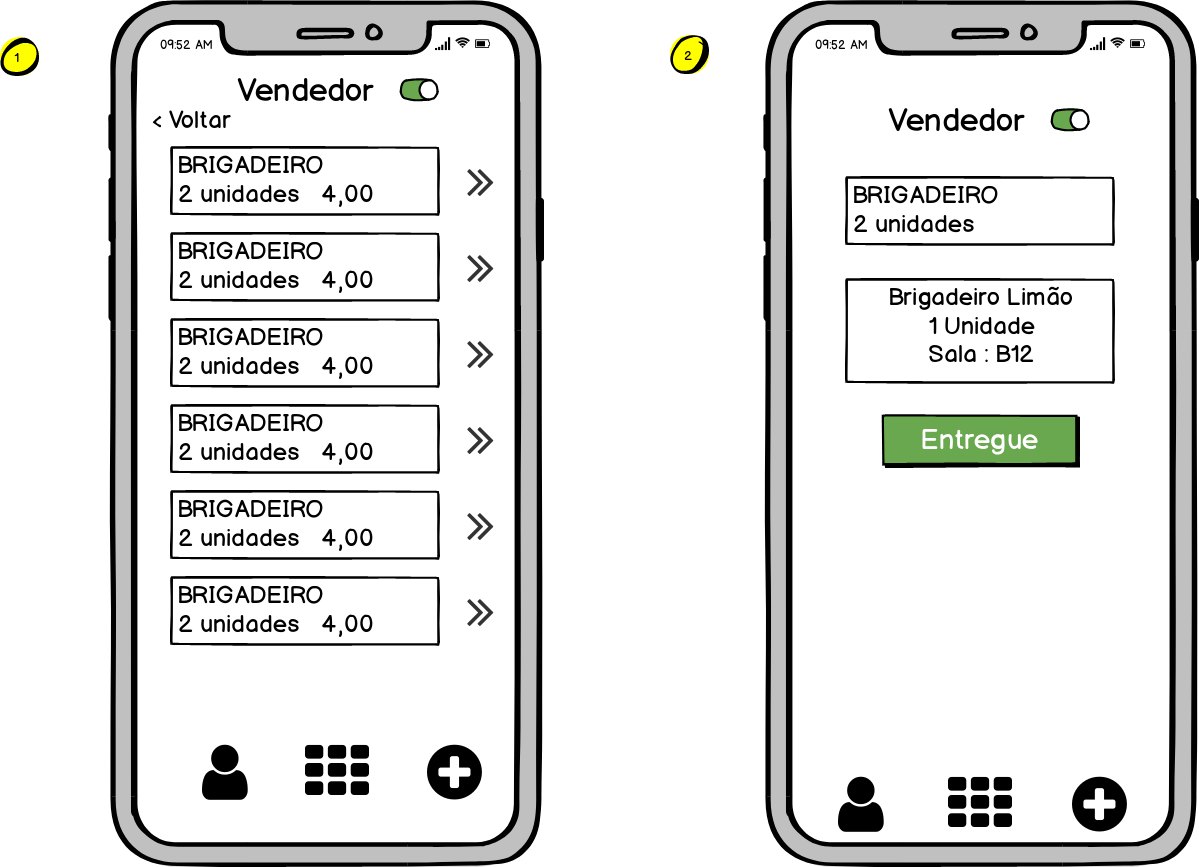 1
09:52 AM
Vendedor
< Voltar
BRIGADEIRO
2 unidades 4,00
BRIGADEIRO
2 unidades 4,00
BRIGADEIRO
2 unidades 4,00
BRIGADEIRO
2 unidades 4,00
BRIGADEIRO
2 unidades 4,00
BRIGADEIRO
2 unidades 4,00
2
09:52 AM
Vendedor
BRIGADEIRO
2 unidades
Brigadeiro Limão
1 Unidade
Sala : B12
Entregue